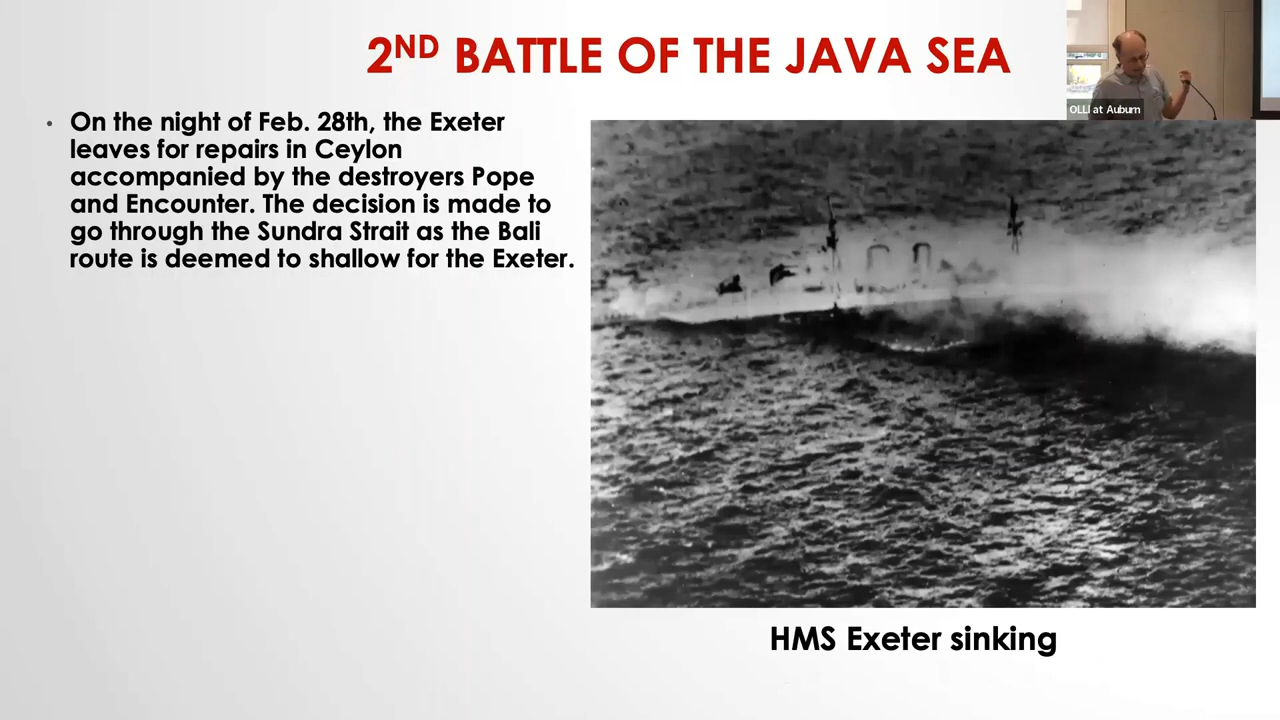 2ND BATTLE OF THE JAVA SEA
OLLI at Auburn
• On the night of Feb. 28th, the Exeter
leaves for repairs in Ceylon
accompanied by the destroyers Pope
and Encounter. The decision is made to
go through the Sundra Strait as the Bali
route is deemed to shallow for the Exeter.
HMS Exeter sinking